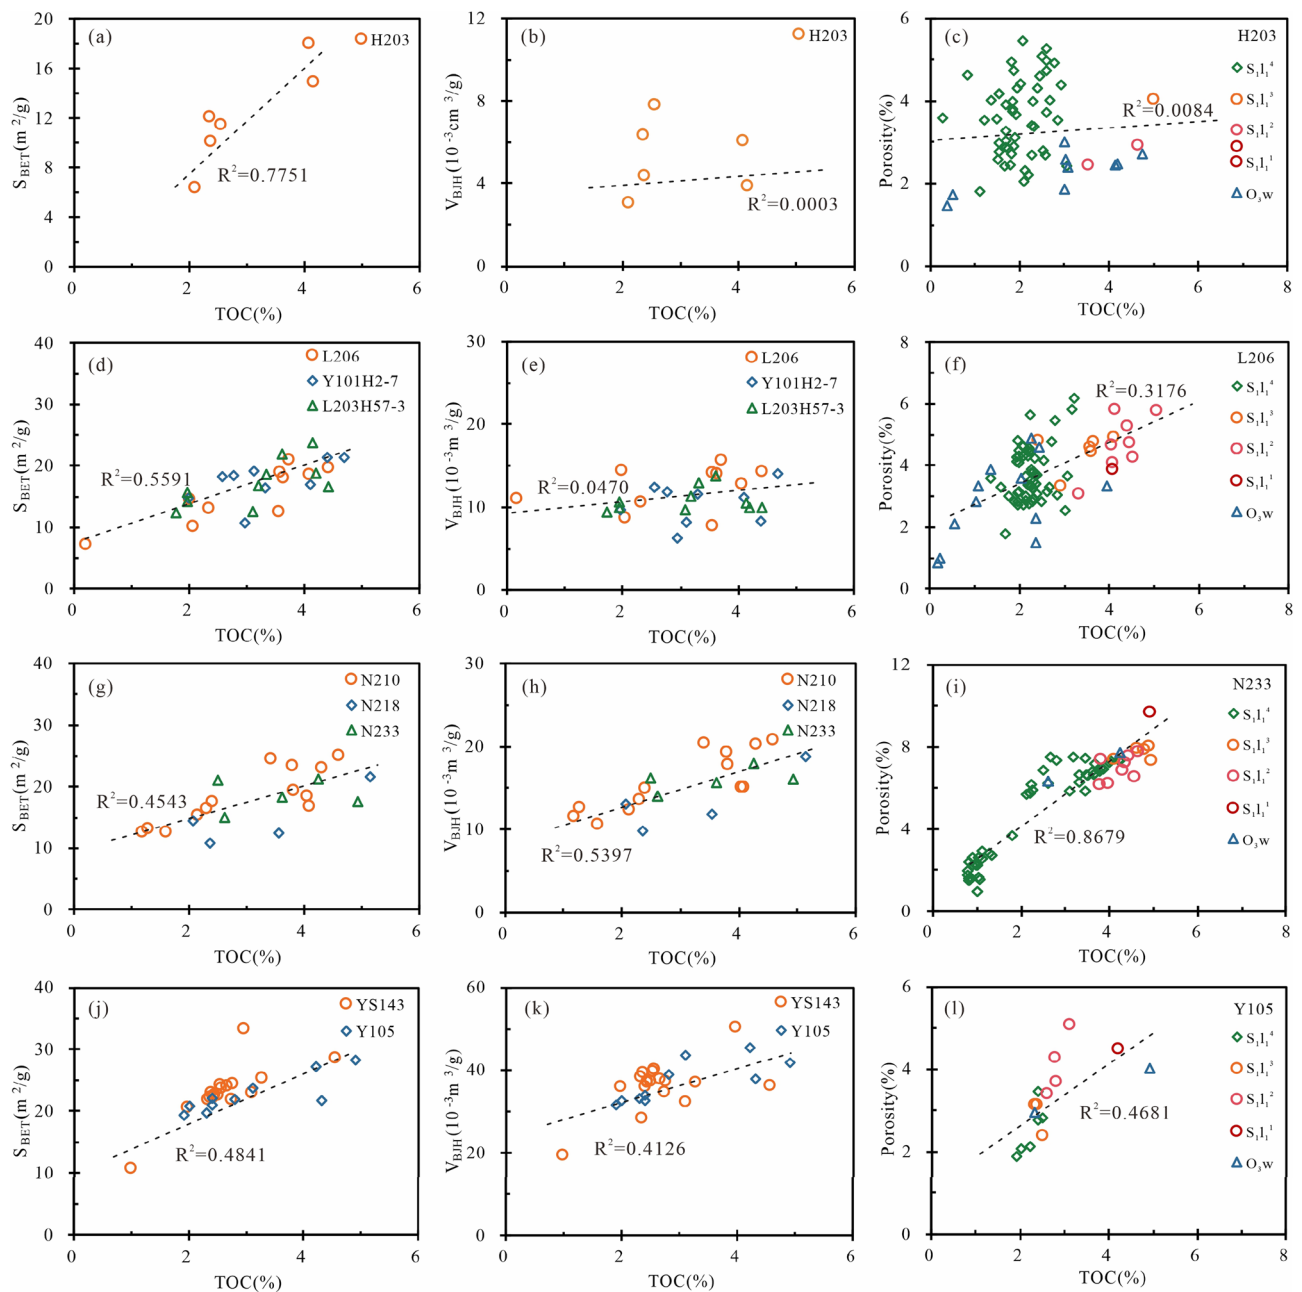 (a)
H203
S_BET(m²/g)
20
16
12
8
4
0
R²=0.7751
0 2 4 6
TOC(%)
(b)
H203
V_BJH(10⁻³cm³/g)
12
8
4
0
R²=0.0003
0 2 4 6
TOC(%)
(c)
H203
Porosity(%)
6
4
2
0
S₁l₁⁴
S₁l₁³
S₁l₁²
S₁l₁¹
O₃w
R²=0.0084
0 2 4 6 8
TOC(%)
(d)
L206
Y101H2-7
L203H57-3
S_BET(m²/g)
40
30
20
10
0
R²=0.5591
0 2 4 6
TOC(%)
(e)
L206
Y101H2-7
L203H57-3
V_BJH(10⁻³m³/g)
30
20
10
0
R²=0.0470
0 2 4 6
TOC(%)
(f)
L206
Porosity(%)
8
6
4
2
0
S₁l₁⁴
S₁l₁³
S₁l₁²
S₁l₁¹
O₃w
R²=0.3176
0 2 4 6 8
TOC(%)
(g)
N210
N218
N233
S_BET(m²/g)
40
30
20
10
0
R²=0.4543
0 2 4 6
TOC(%)
(h)
N210
N218
N233
V_BJH(10⁻³m³/g)
30
20
10
0
R²=0.5397
0 2 4 6
TOC(%)
(i)
N233
Porosity(%)
12
8
4
0
S₁l₁⁴
S₁l₁³
S₁l₁²
S₁l₁¹
O₃w
R²=0.8679
0 2 4 6 8
TOC(%)
(j)
YS143
Y105
S_BET(m²/g)
40
30
20
10
0
R²=0.4841
0 2 4 6
TOC(%)
(k)
YS143
Y105
V_BJH(10⁻³m³/g)
60
40
20
0
R²=0.4126
0 2 4 6
TOC(%)
(l)
Y105
Porosity(%)
6
4
2
0
S₁l₁⁴
S₁l₁³
S₁l₁²
S₁l₁¹
O₃w
R²=0.4681
0 2 4 6 8
TOC(%)